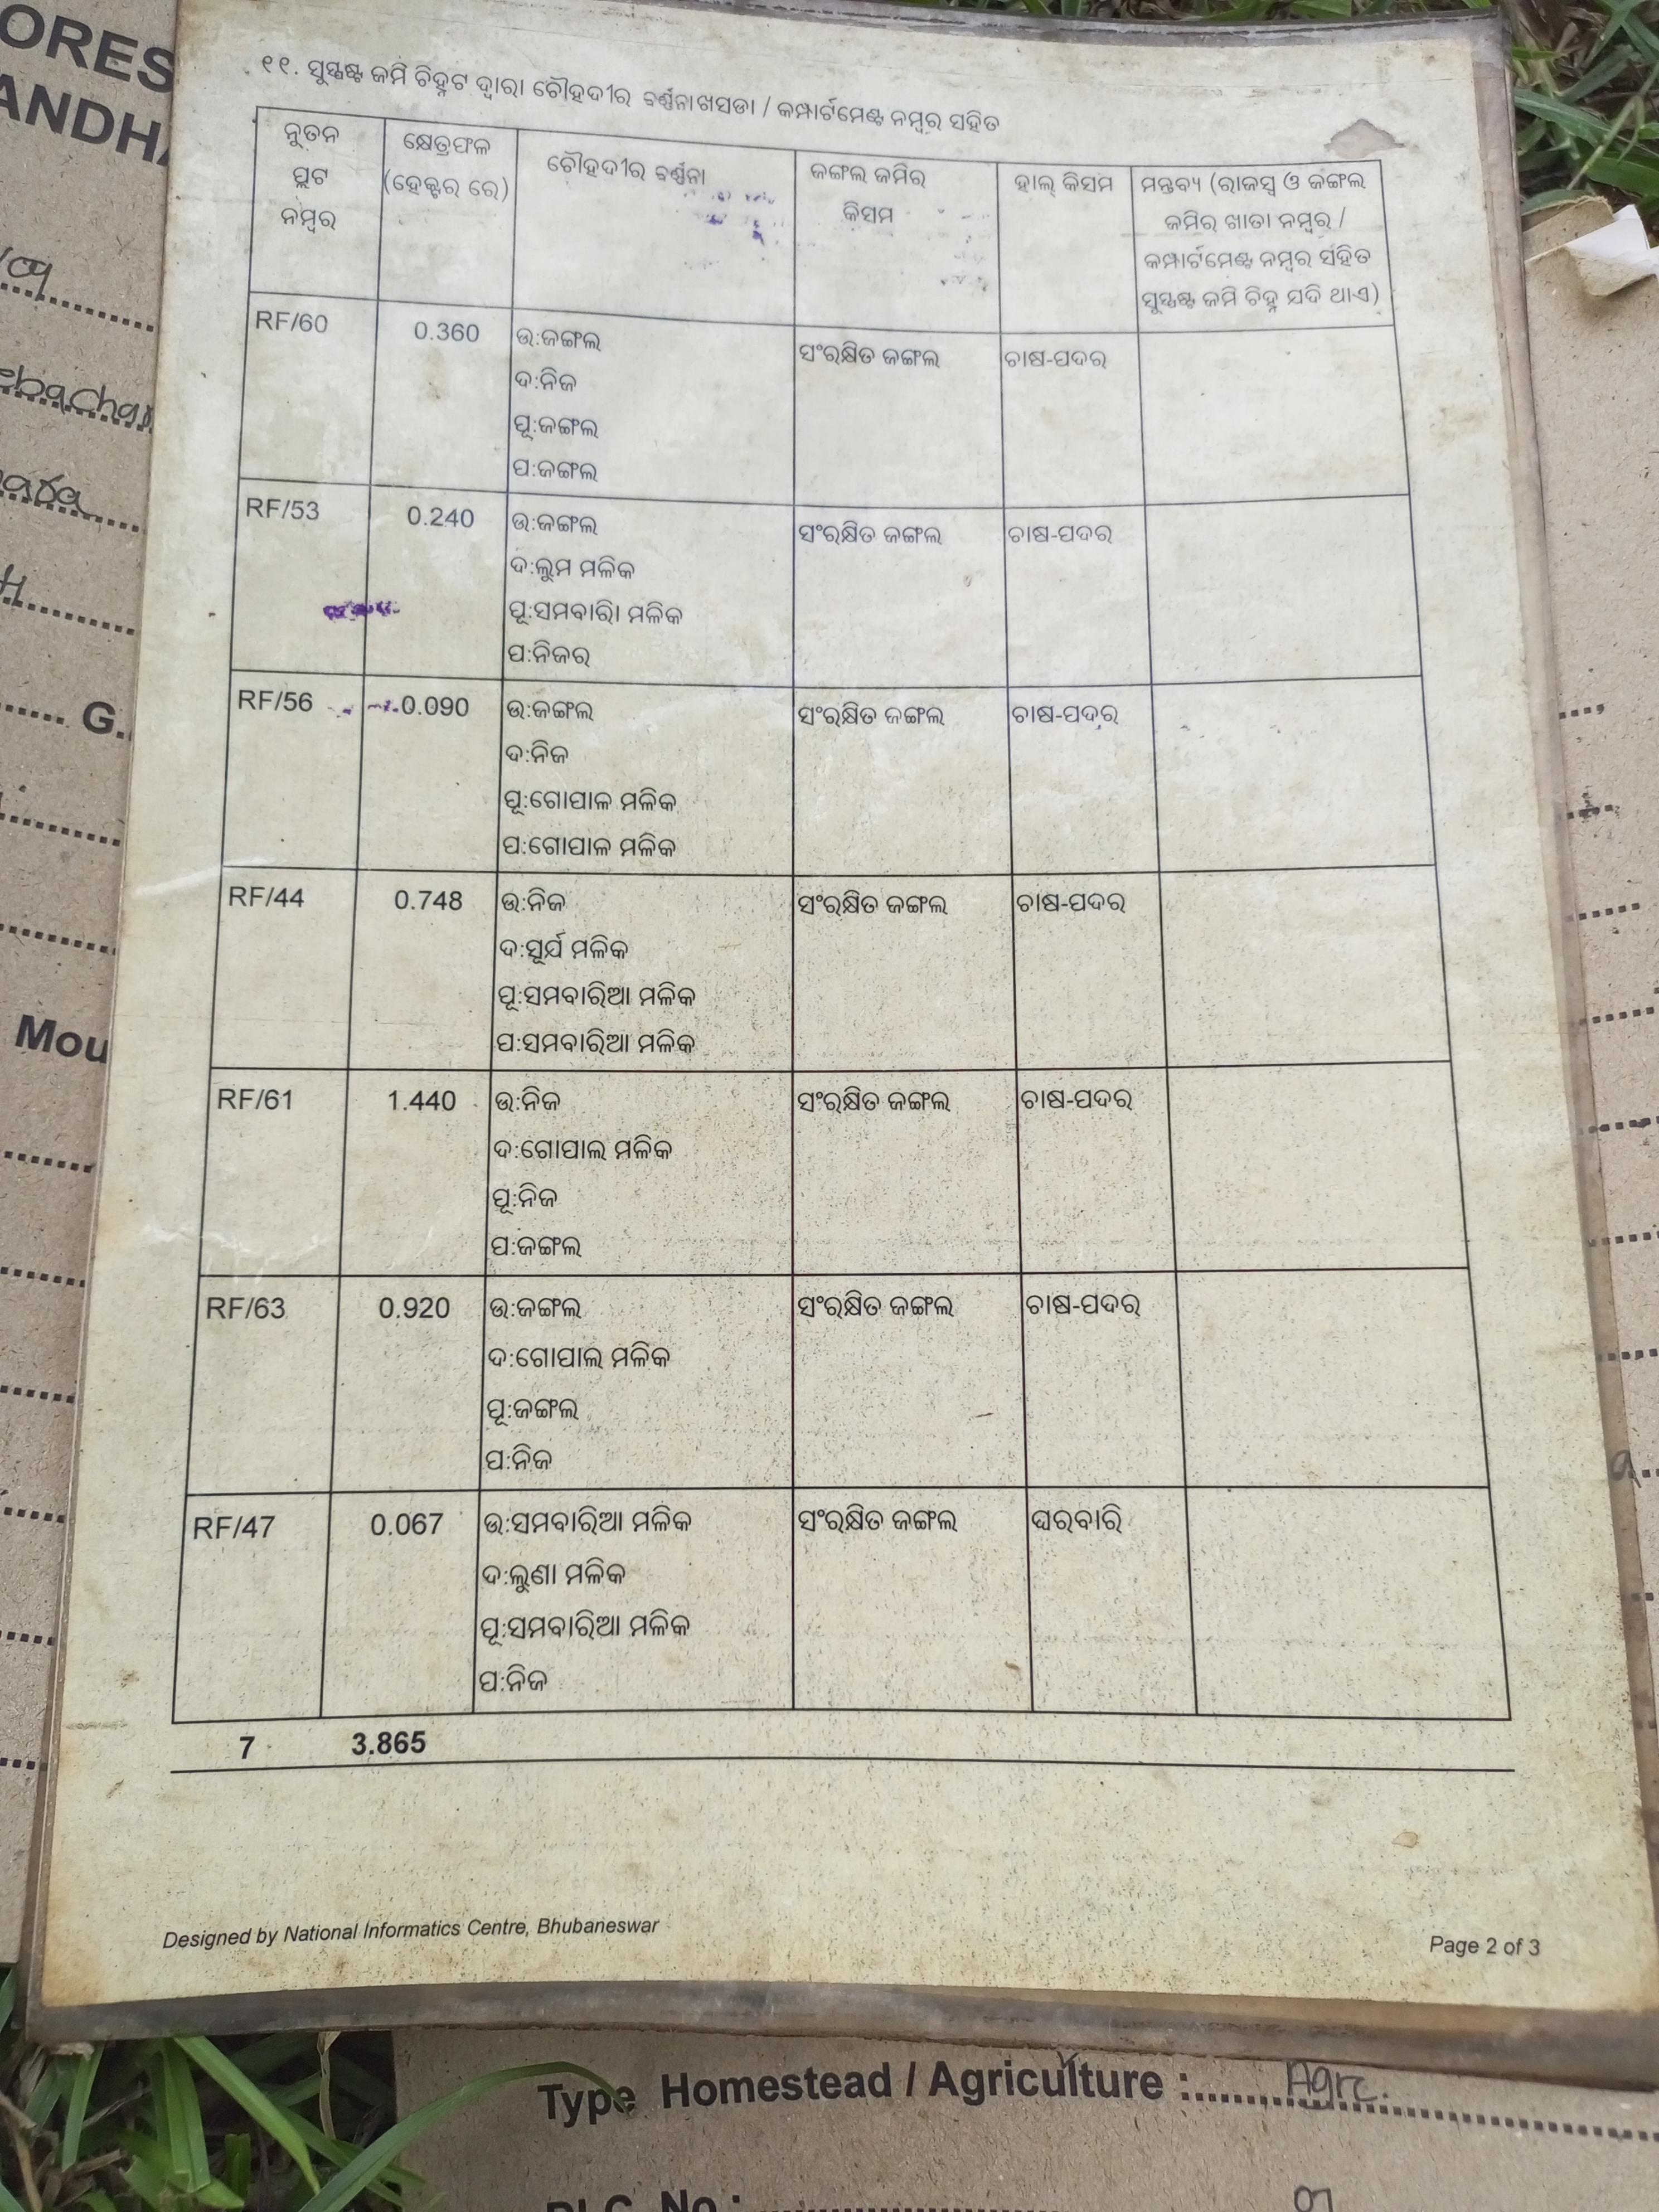 ୧୧. ସୁସ୍ପଷ୍ଟ ଜମି ଚିହ୍ନଟ ଦ୍ୱାରା ଚୌହଦୀର ବର୍ଣ୍ଣନା ଖସଡା / କମ୍ପାର୍ଟମେଣ୍ଟ ନମ୍ବର ସହିତ
ନୁତନ ପ୍ଲଟ ନମ୍ବର
କ୍ଷେତ୍ରଫଳ (ହେକ୍ଟର ରେ)
ଚୌହଦୀର ବର୍ଣ୍ଣନା
ଜଙ୍ଗଲ ଜମିର କିସମ
ହାଲ୍ କିସମ
ମନ୍ତବ୍ୟ (ରାଜସ୍ୱ ଓ ଜଙ୍ଗଲ
ଜମିର ଖାତା ନମ୍ବର /
କମ୍ପାର୍ଟମେଣ୍ଟ ନମ୍ବର ସହିତ
ସୁସ୍ପଷ୍ଟ ଜମି ଚିହ୍ନ ଯଦି ଥାଏ)
RF/60 0.360 ଉ:ଜଙ୍ଗଲ ସଂରକ୍ଷିତ ଜଙ୍ଗଲ ଚାଷ-ପଦର
ଦ:ନିଜ
ପୂ:ଜଙ୍ଗଲ
ପ:ଜଙ୍ଗଲ
RF/53 0.240 ଉ:ଜଙ୍ଗଲ ସଂରକ୍ଷିତ ଜଙ୍ଗଲ ଚାଷ-ପଦର
ଦ:ଲୁମ ମଳିକ
ପୂ:ସମବାରିା ମଳିକ
ପ:ନିଜର
RF/56 0.090 ଉ:ଜଙ୍ଗଲ ସଂରକ୍ଷିତ ଜଙ୍ଗଲ ଚାଷ-ପଦର
ଦ:ନିଜ
ପୂ:ଗୋପାଳ ମଳିକ
ପ:ଗୋପାଳ ମଳିକ
RF/44 0.748 ଉ:ନିଜ ସଂରକ୍ଷିତ ଜଙ୍ଗଲ ଚାଷ-ପଦର
ଦ:ସୂର୍ଯ ମଳିକ
ପୂ:ସମବାରିଆ ମଳିକ
ପ:ସମବାରିଆ ମଳିକ
RF/61 1.440 ଉ:ନିଜ ସଂରକ୍ଷିତ ଜଙ୍ଗଲ ଚାଷ-ପଦର
ଦ:ଗୋପାଲ ମଳିକ
ପୂ:ନିଜ
ପ:ଜଙ୍ଗଲ
RF/63 0.920 ଉ:ଜଙ୍ଗଲ ସଂରକ୍ଷିତ ଜଙ୍ଗଲ ଚାଷ-ପଦର
ଦ:ଗୋପାଲ ମଳିକ
ପୂ:ଜଙ୍ଗଲ
ପ:ନିଜ
RF/47 0.067 ଉ:ସମବାରିଆ ମଳିକ ସଂରକ୍ଷିତ ଜଙ୍ଗଲ ଘରବାରି
ଦ:ଲୁଣା ମଳିକ
ପୂ:ସମବାରିଆ ମଳିକ
ପ:ନିଜ
7 3.865
Designed by National Informatics Centre, Bhubaneswar
Page 2 of 3
Type Homestead / Agriculture : Agrc.